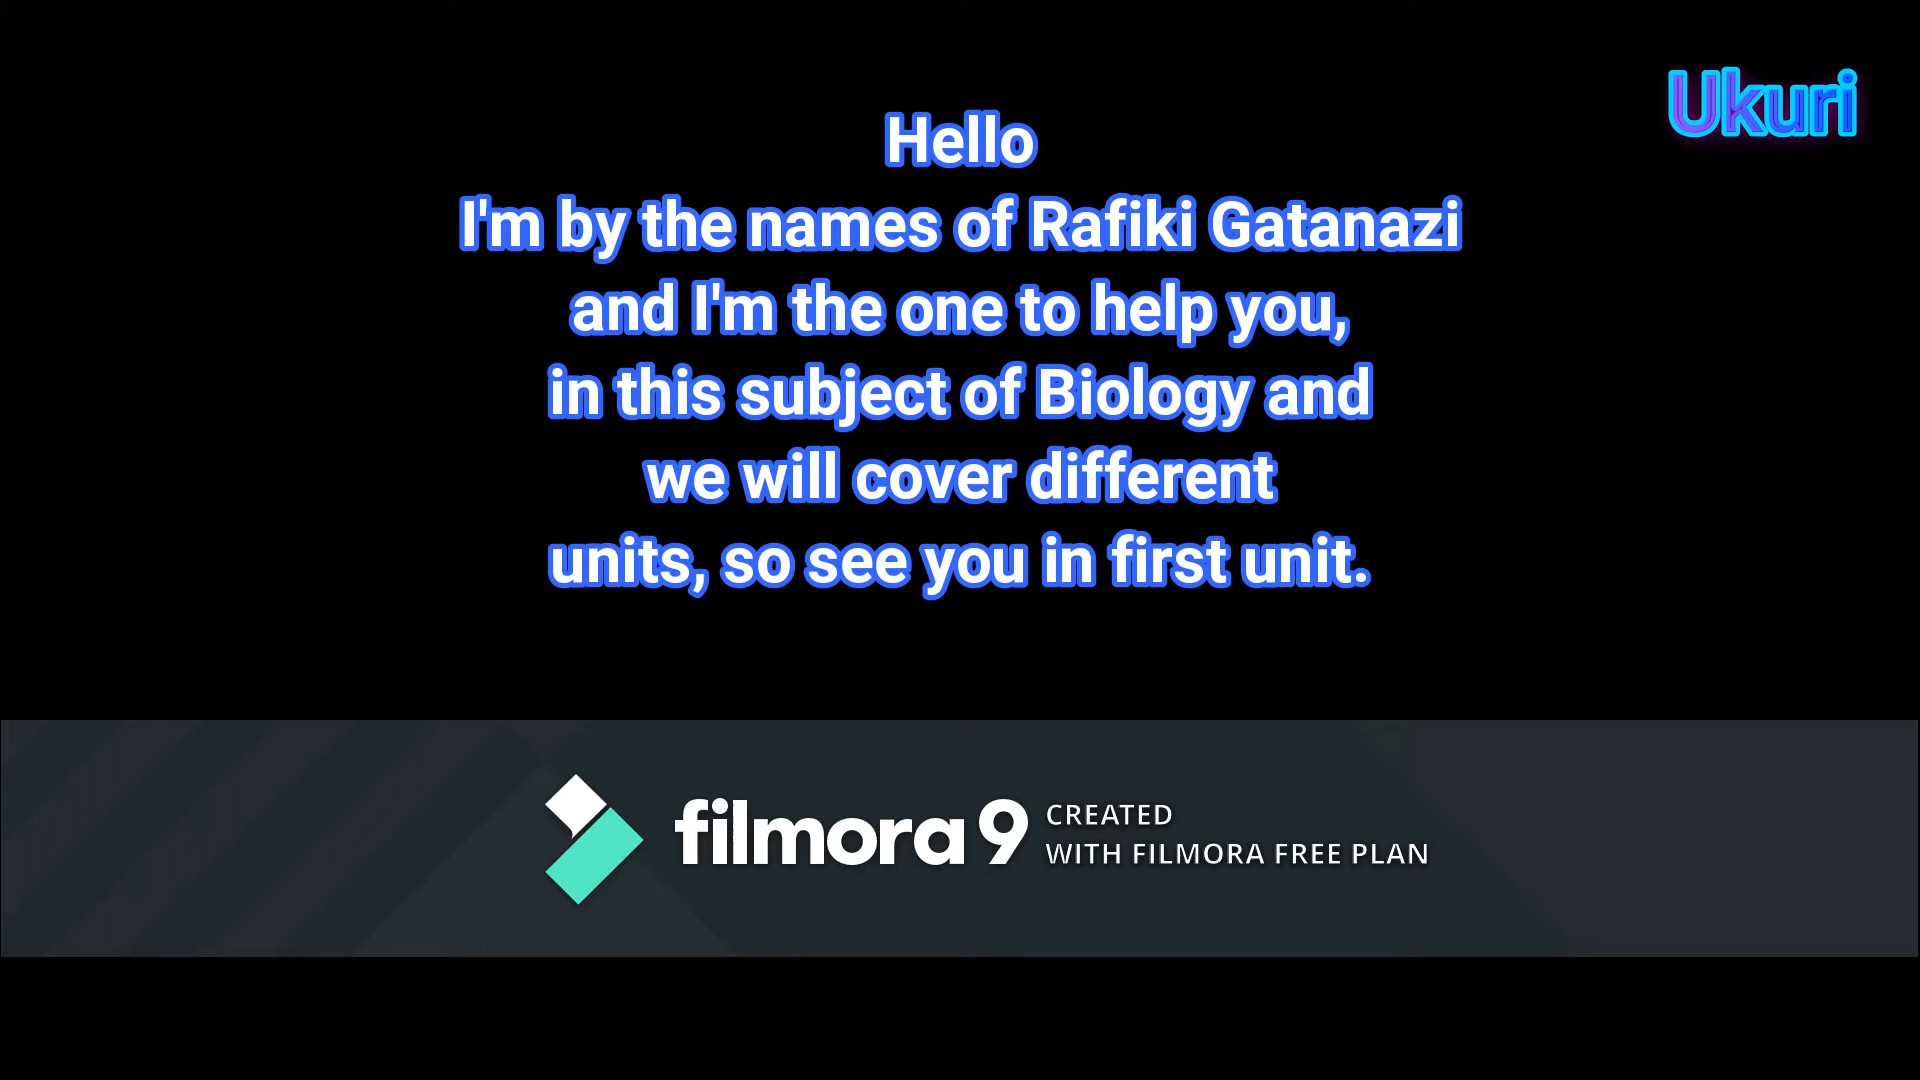 Ukuri
Hello
I'm by the names of Rafiki Gatanazi
and I'm the one to help you,
in this subject of Biology and
we will cover different
units, so see you in first unit.
filmora 9 CREATED
WITH FILMORA FREE PLAN